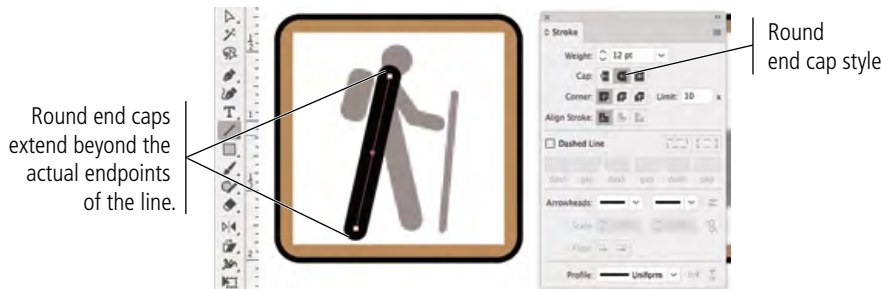 Round end caps
extend beyond the
actual endpoints
of the line.
Stroke
Weight: 12 pt
Cap:
Corner: Limit: 10 x
Align Stroke:
Dashed Line
dash gap dash gap dash gap
Arrowheads:
Scale:
Align:
Profile: Uniform
Round
end cap style